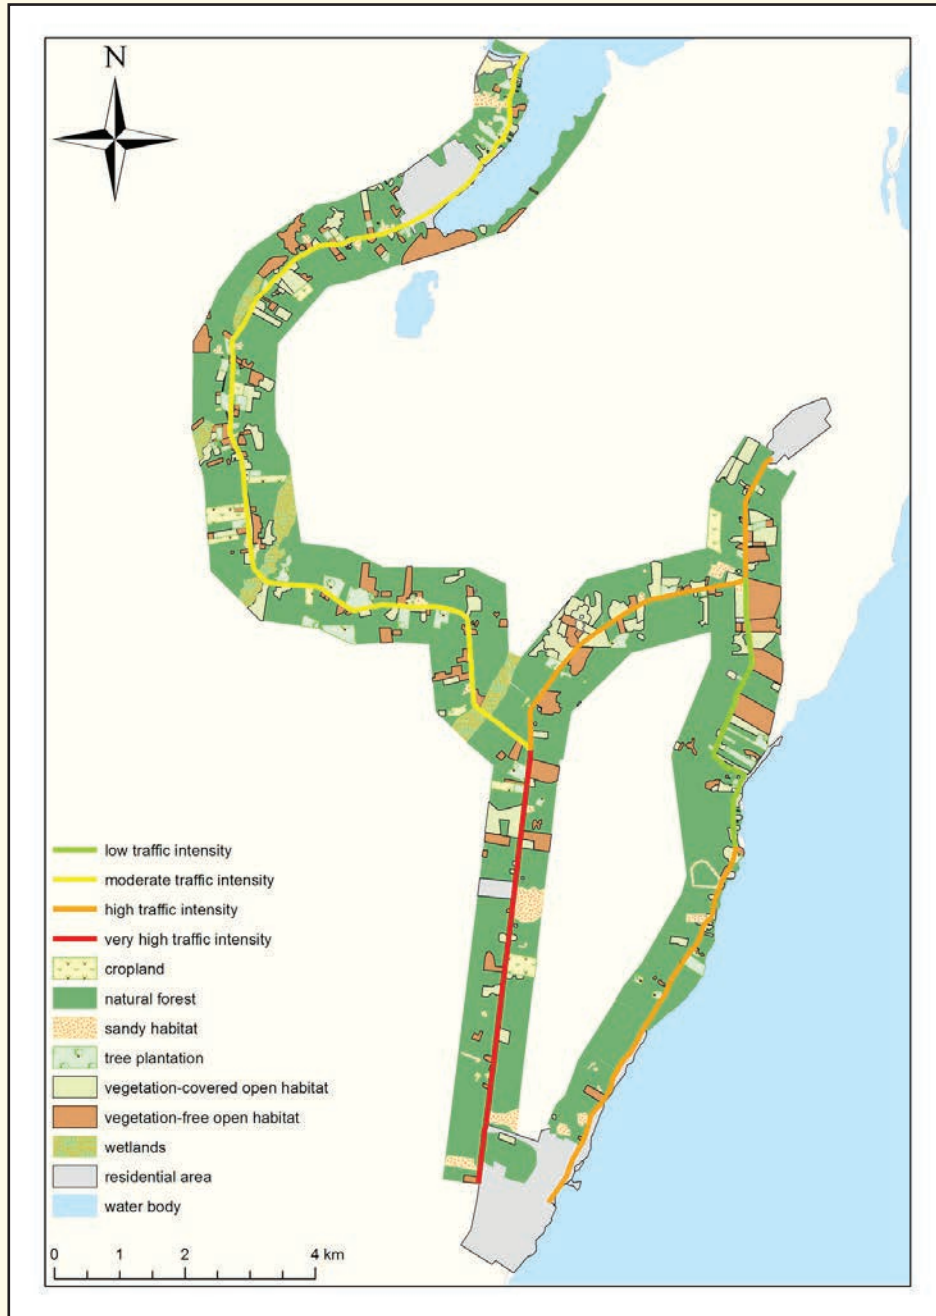 N
low traffic intensity
moderate traffic intensity
high traffic intensity
very high traffic intensity
cropland
natural forest
sandy habitat
tree plantation
vegetation-covered open habitat
vegetation-free open habitat
wetlands
residential area
water body
0 1 2 4 km